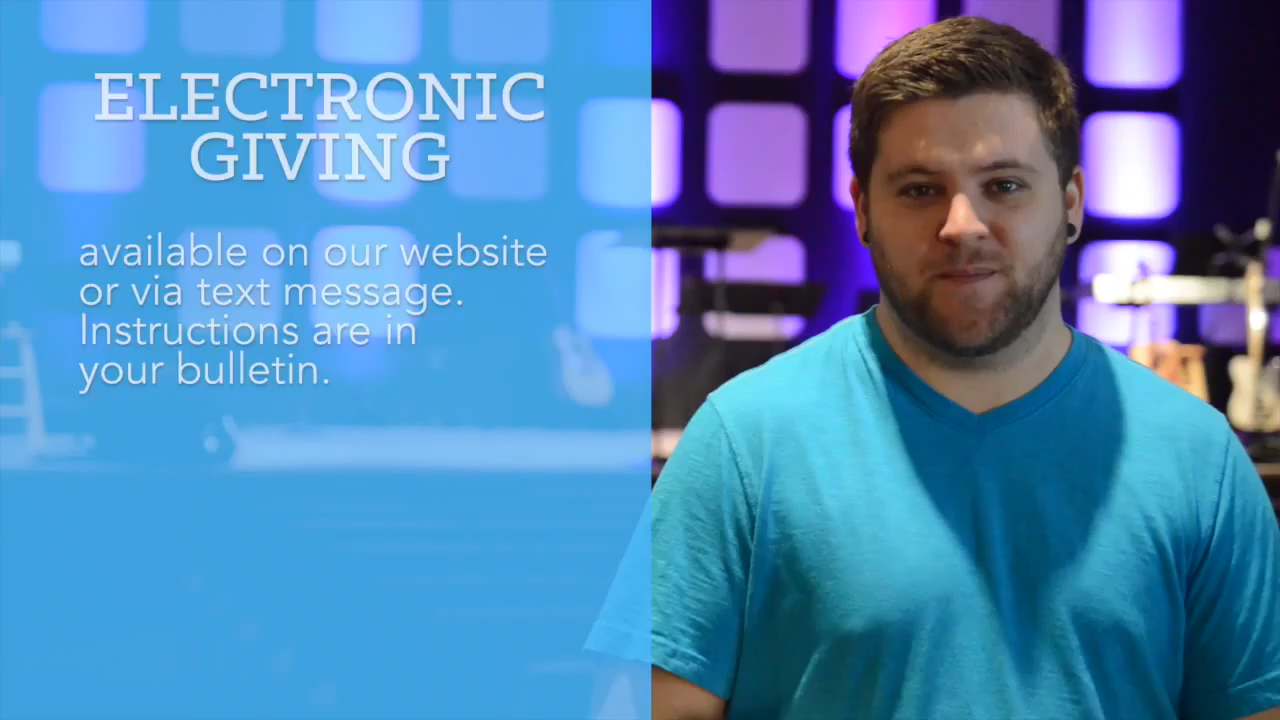 ELECTRONIC
GIVING
available on our website
or via text message.
Instructions are in
your bulletin.